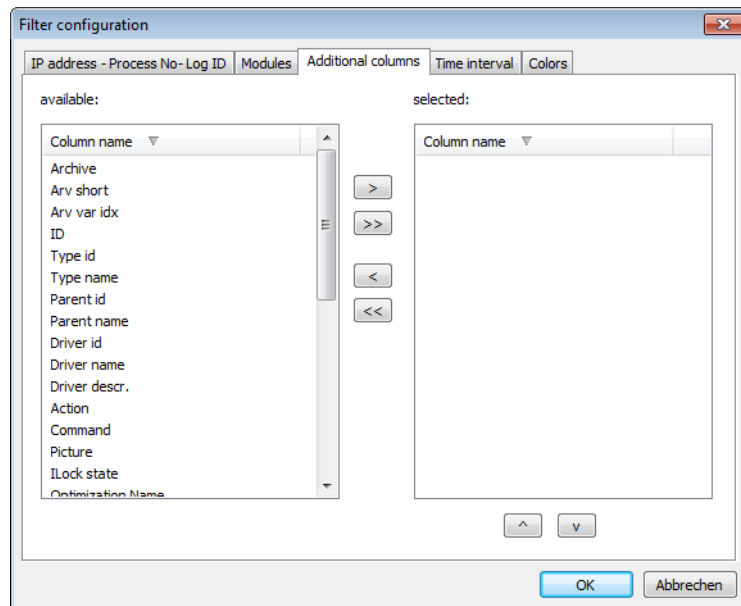 Filter configuration
IP address - Process No- Log ID
Modules
Additional columns
Time interval
Colors
available:
selected:
Column name
Column name
Archive
Arv short
Arv var idx
ID
Type id
Type name
Parent id
Parent name
Driver id
Driver name
Driver descr.
Action
Command
Picture
ILock state
Optimization Name
>
>>
<
<<
^
v
OK
Abbrechen